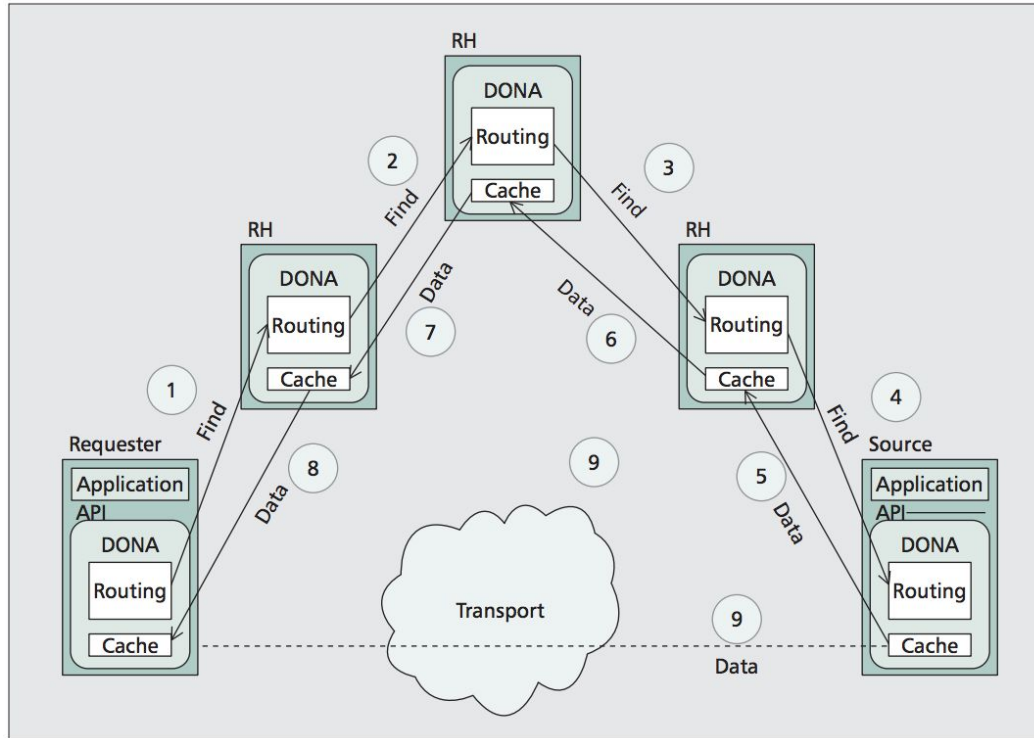 RH
DONA
Routing
Cache
2
Find
3
Find
RH
DONA
Routing
Cache
Data
7
Data
6
RH
DONA
Routing
Cache
1
Find
4
Find
Requester
Application
API
DONA
Routing
Cache
8
Data
9
5
Data
Source
Application
API
DONA
Routing
Cache
Transport
9
Data